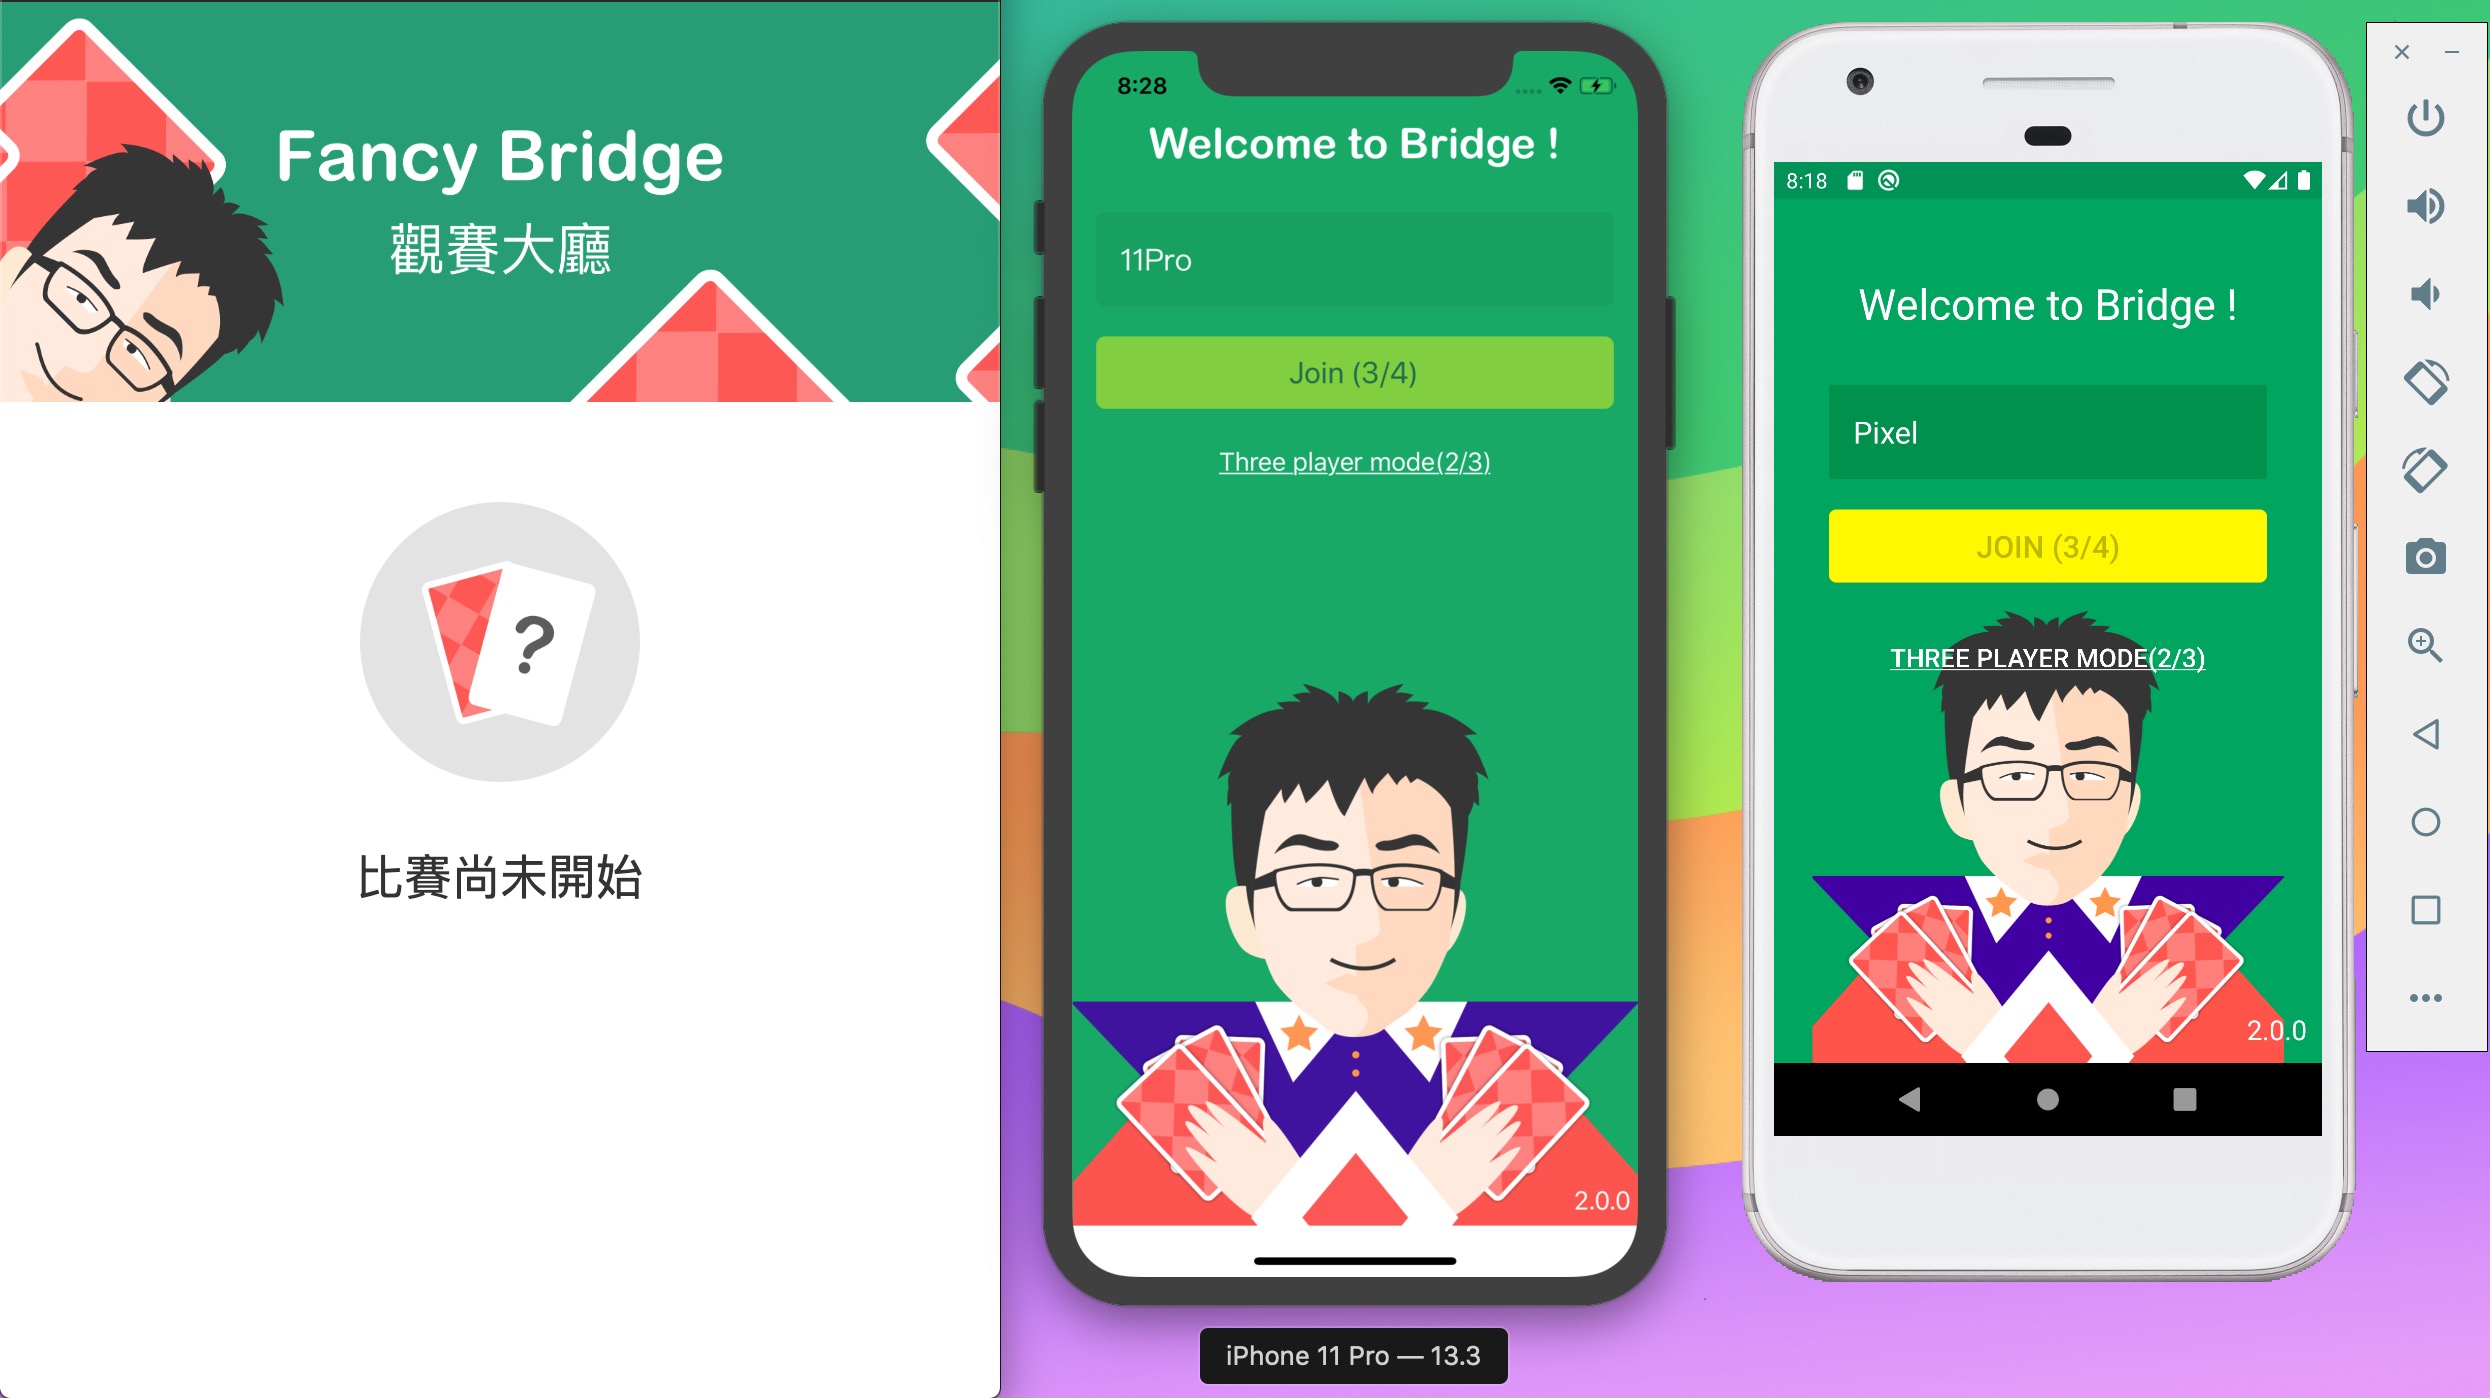 Fancy Bridge
觀賽大廳
?
比賽尚未開始
8:28
Welcome to Bridge !
11Pro
Join (3/4)
Three player mode(2/3)
2.0.0
iPhone 11 Pro — 13.3
8:18
Welcome to Bridge !
Pixel
JOIN (3/4)
THREE PLAYER MODE(2/3)
2.0.0